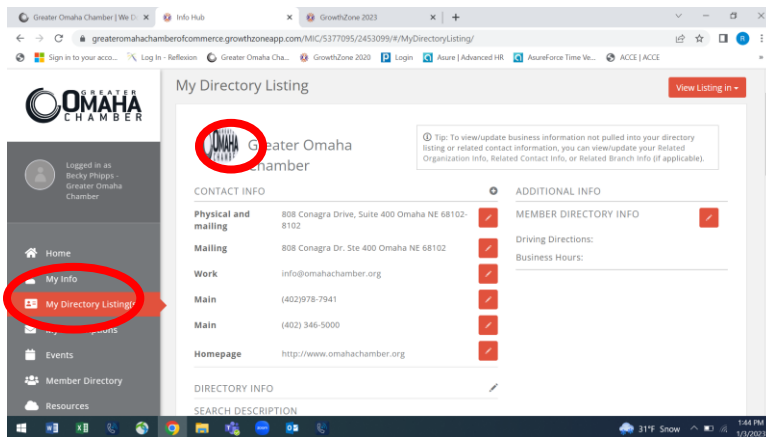 Greater Omaha Chamber | We D
Info Hub
GrowthZone 2023
greateromahachamberofcommerce.growthzoneapp.com/MIC/5377095/2453099/#/MyDirectoryListing/
Sign in to your acco...
Log In - Reflexion
Greater Omaha Cha...
GrowthZone 2020
Login
Asure | Advanced HR
AsureForce Time Ve...
ACCE | ACCE
GREATER
OMAHA
CHAMBER
My Directory Listing
View Listing in
OMAHA
Greater Omaha
Chamber
Tip: To view/update business information not pulled into your directory
listing or related contact information, you can view/update your Related
Organization Info, Related Contact Info, or Related Branch Info (if applicable).
Logged in as
Becky Phipps -
Greater Omaha
Chamber
CONTACT INFO
Physical and
mailing
808 Conagra Drive, Suite 400 Omaha NE 68102-
8102
Mailing
808 Conagra Dr. Ste 400 Omaha NE 68102
Work
info@omahachamber.org
Main
(402)978-7941
Main
(402) 346-5000
Homepage
http://www.omahachamber.org
ADDITIONAL INFO
MEMBER DIRECTORY INFO
Driving Directions:
Business Hours:
Home
My Info
My Directory Listing(s)
Events
Member Directory
Resources
DIRECTORY INFO
SEARCH DESCRIPTION
31°F Snow
1:44 PM
1/3/2023